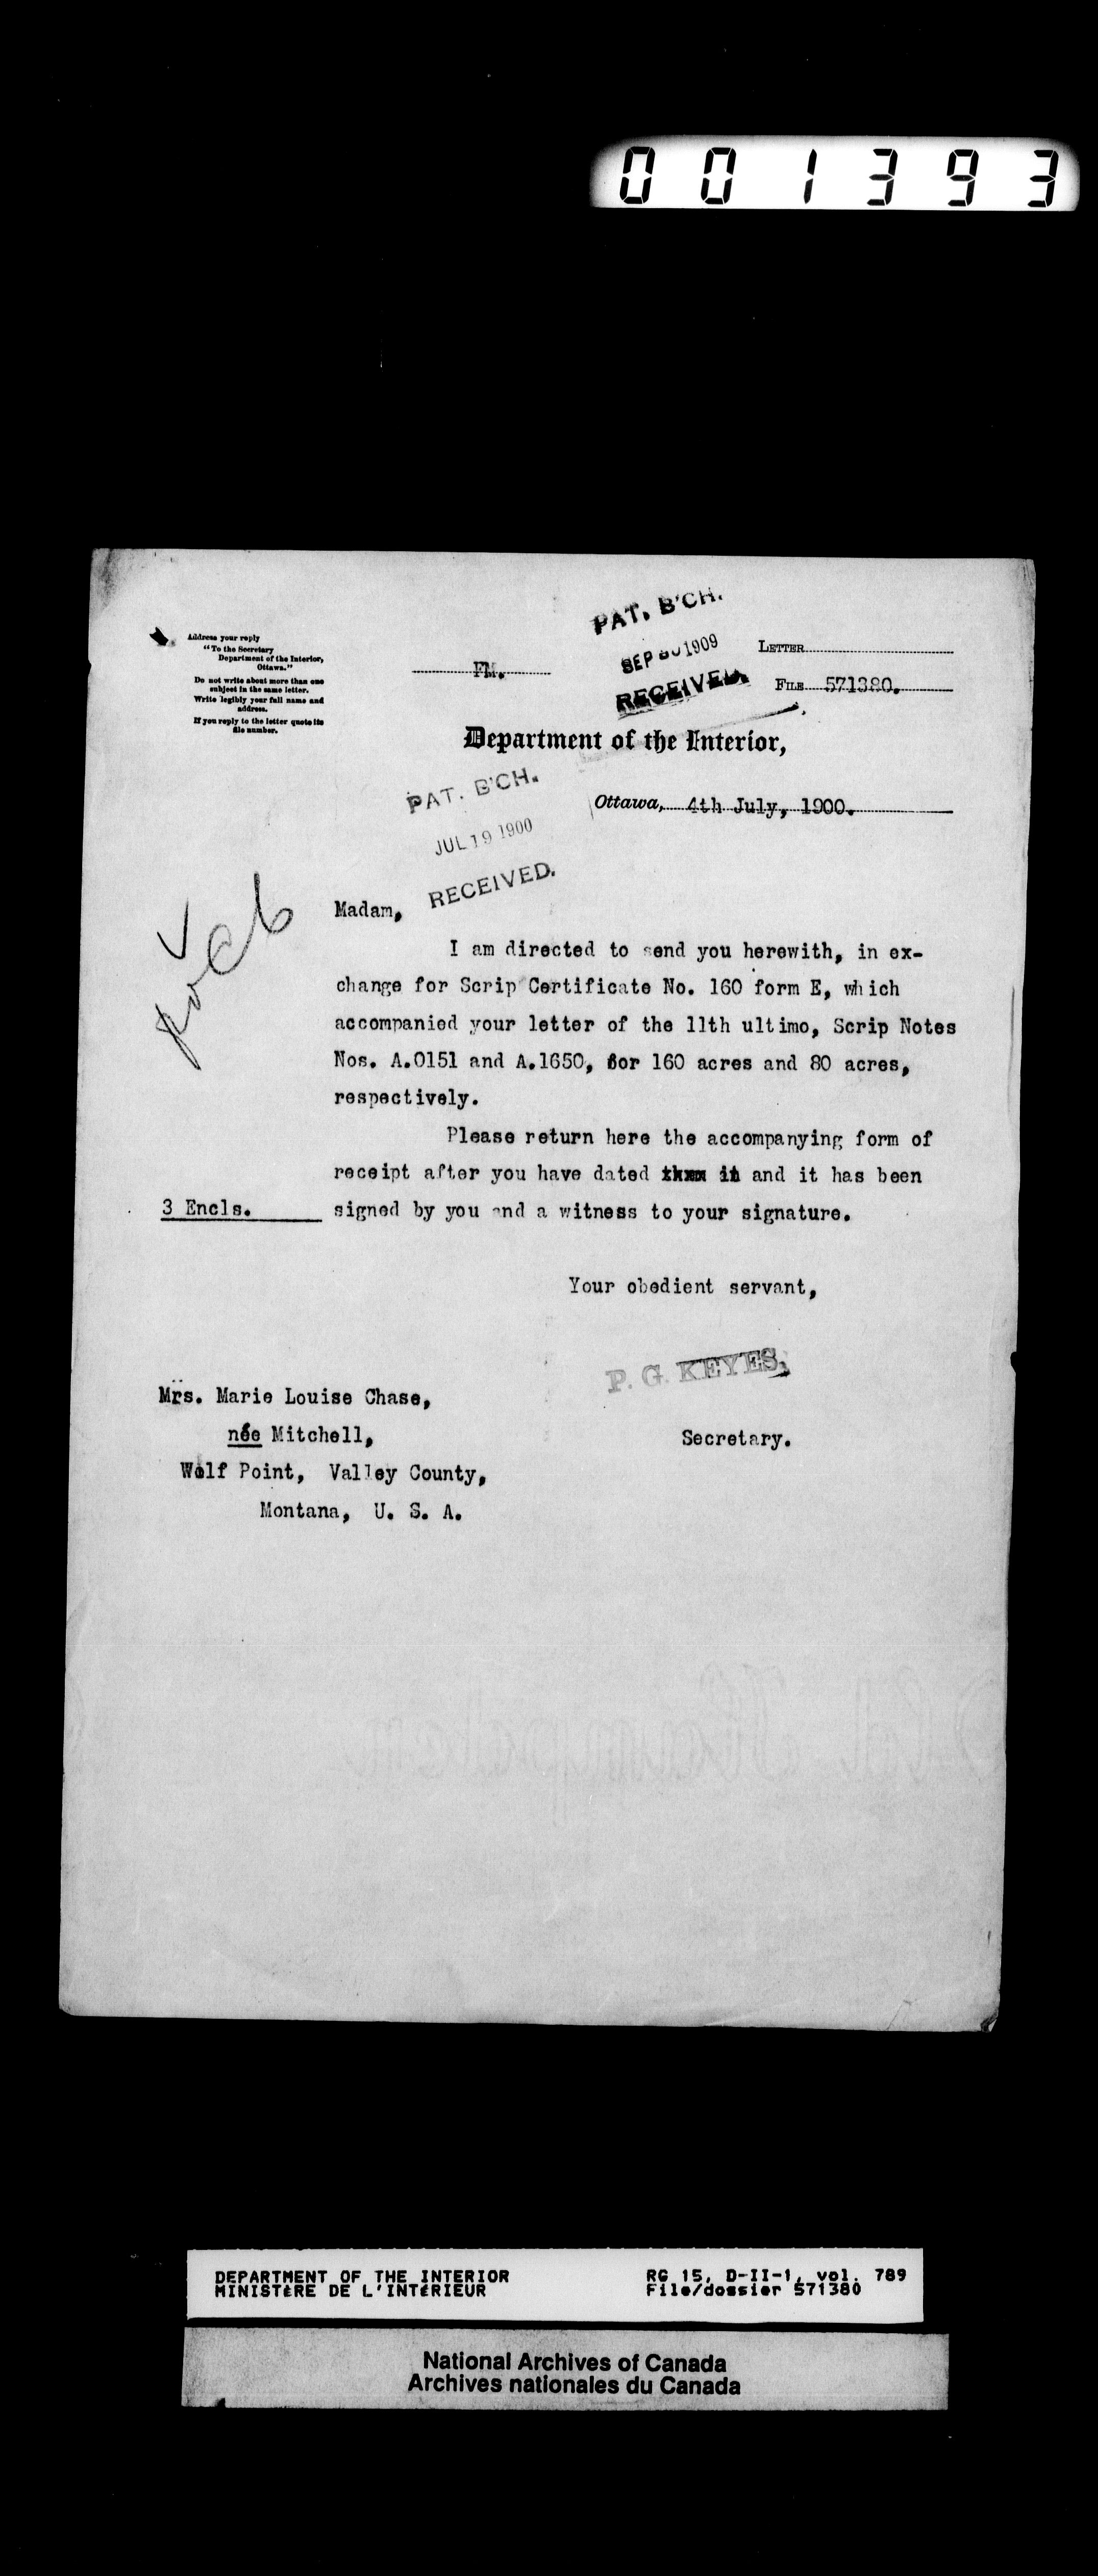 001393
PAT. B'CH.
SEP 1909
RECEIVED.
LETTER
FILE 571380.
FM.
Address your reply
"To the Secretary
Department of the Interior,
Ottawa."
Do not write about more than one
subject in the same letter.
Write legibly your full name and
address.
If you reply to the letter quote its
file number.
Department of the Interior,
Ottawa, 4th July, 1900.
PAT. B'CH.
JUL 19 1900
RECEIVED.
Madam,
I am directed to send you herewith, in ex-
change for Scrip Certificate No. 160 form E, which
accompanied your letter of the 11th ultimo, Scrip Notes
Nos. A.0151 and A.1650, for 160 acres and 80 acres,
respectively.
Please return here the accompanying form of
receipt after you have dated it and it has been
3 Encls. signed by you and a witness to your signature.
Your obedient servant,
P. G. KEYES,
Secretary.
Mrs. Marie Louise Chase,
née Mitchell,
Wolf Point, Valley County,
Montana, U. S. A.
DEPARTMENT OF THE INTERIOR
MINISTÈRE DE L'INTÉRIEUR
RG 15, D-II-1, vol. 789
File/dossier 571380
National Archives of Canada
Archives nationales du Canada